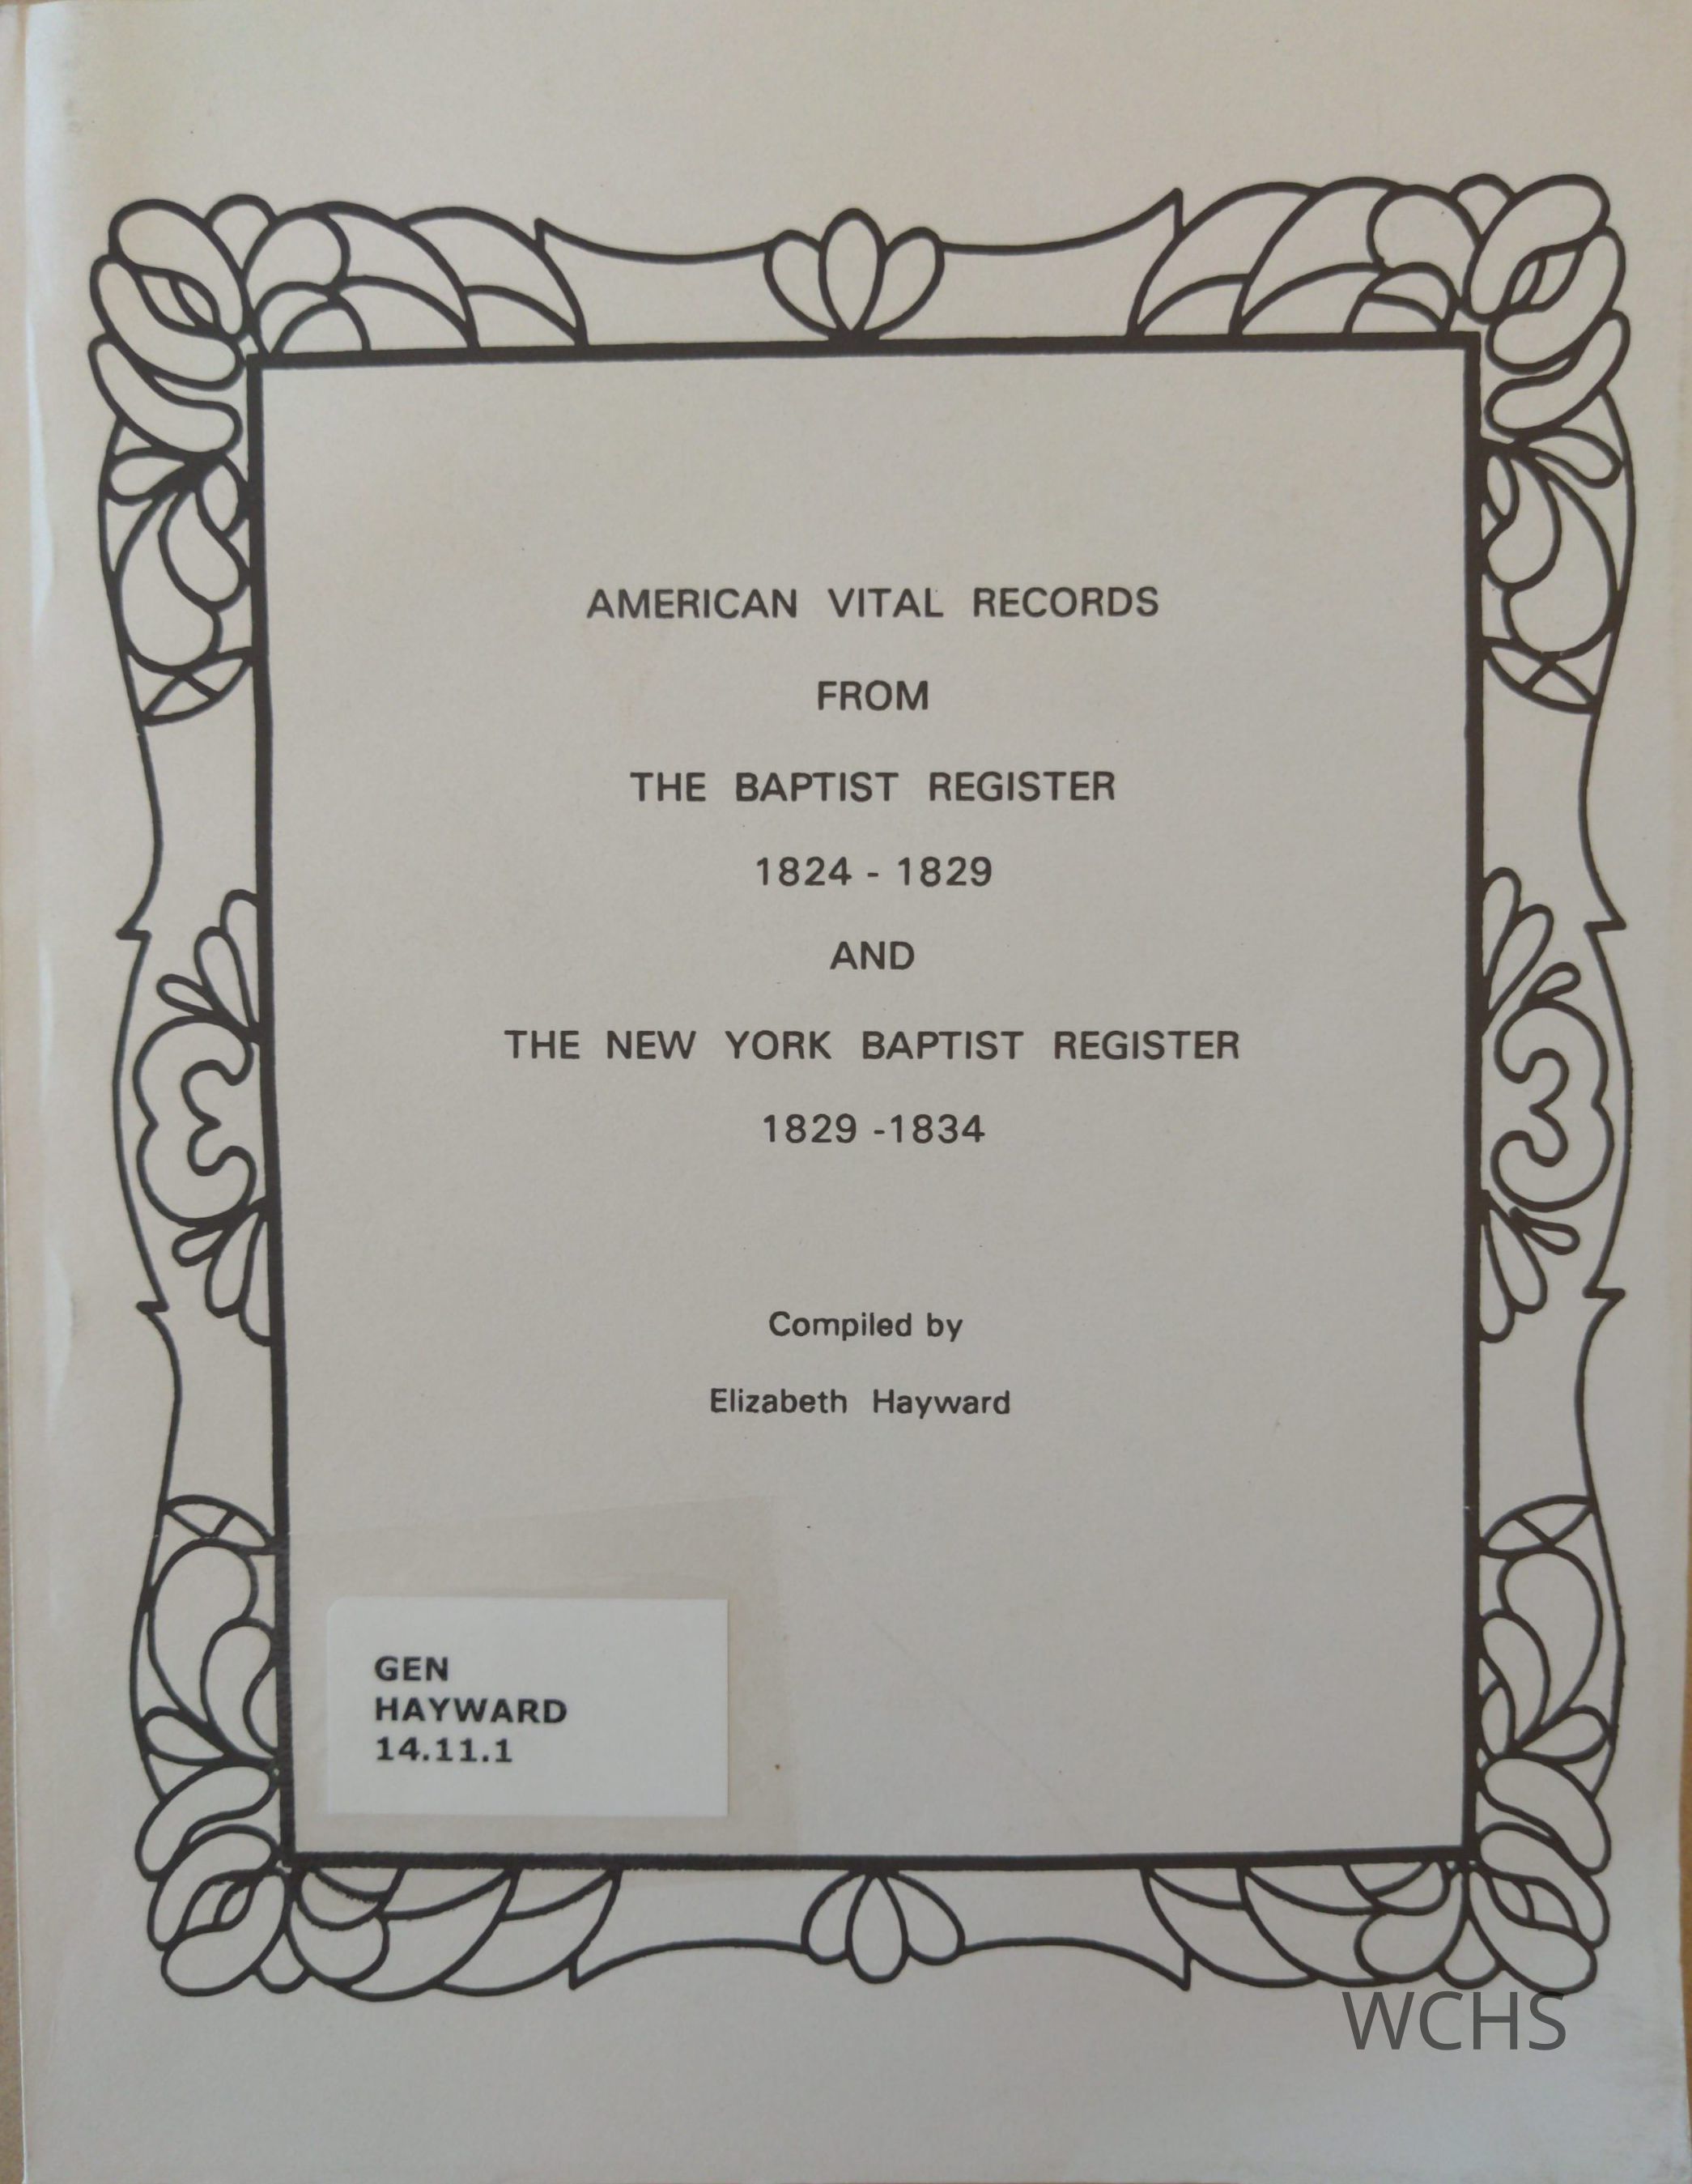 AMERICAN VITAL RECORDS
FROM
THE BAPTIST REGISTER
1824 - 1829
AND
THE NEW YORK BAPTIST REGISTER
1829 -1834
Compiled by
Elizabeth Hayward
GEN
HAYWARD
14.11.1
WCHS